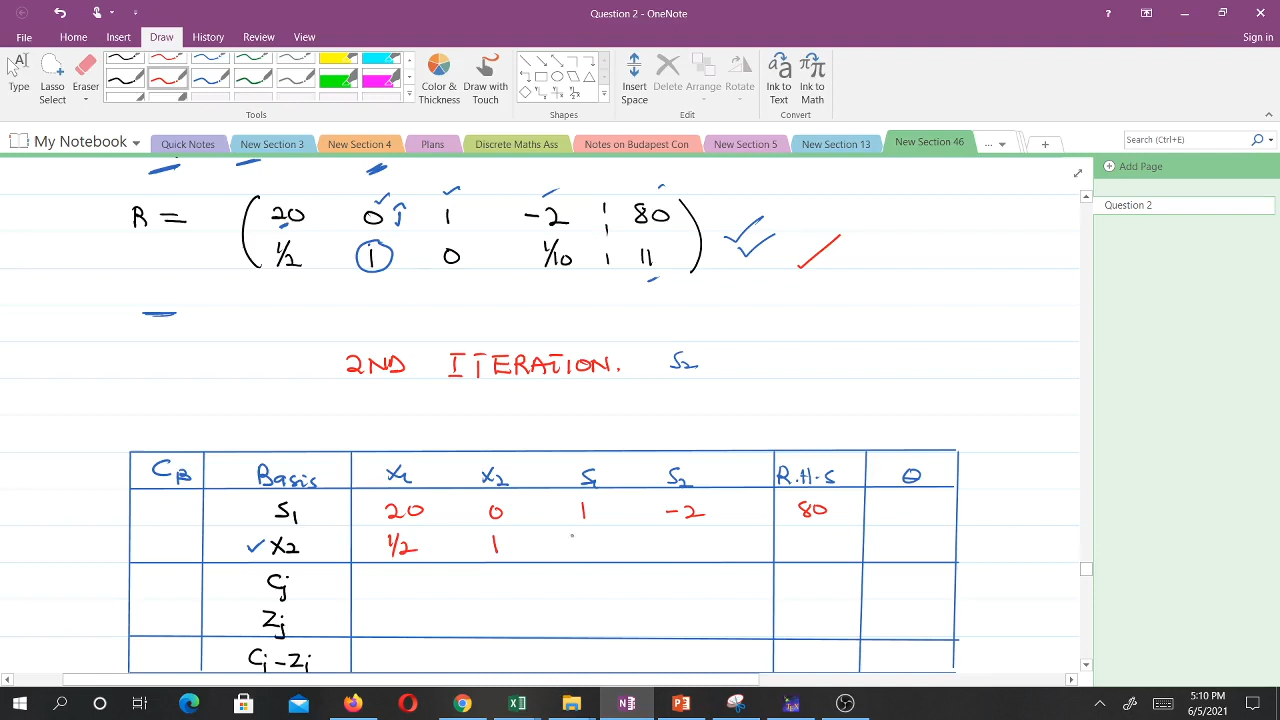 Question 2 - OneNote
?
File Home Insert Draw History Review View Sign in
Type Lasso Select Eraser Color & Thickness Draw with Touch Insert Space Delete Arrange Rotate Ink to Text Ink to Math
Tools Shapes Edit Convert
My Notebook Quick Notes New Section 3 New Section 4 Plans Discrete Maths Ass Notes on Budapest Con New Section 5 New Section 13 New Section 46 ... + Search (Ctrl+E)
Add Page
Question 2
R = ( 20 0 1 -2 | 80
1/2 1 0 1/10 | 11 )
2ND ITERATION. S2
CB Basis X1 X2 S1 S2 R.H.S θ
S1 20 0 1 -2 80
X2 1/2 1
Cj
Zj
Cj - Zj
5:10 PM
6/5/2021